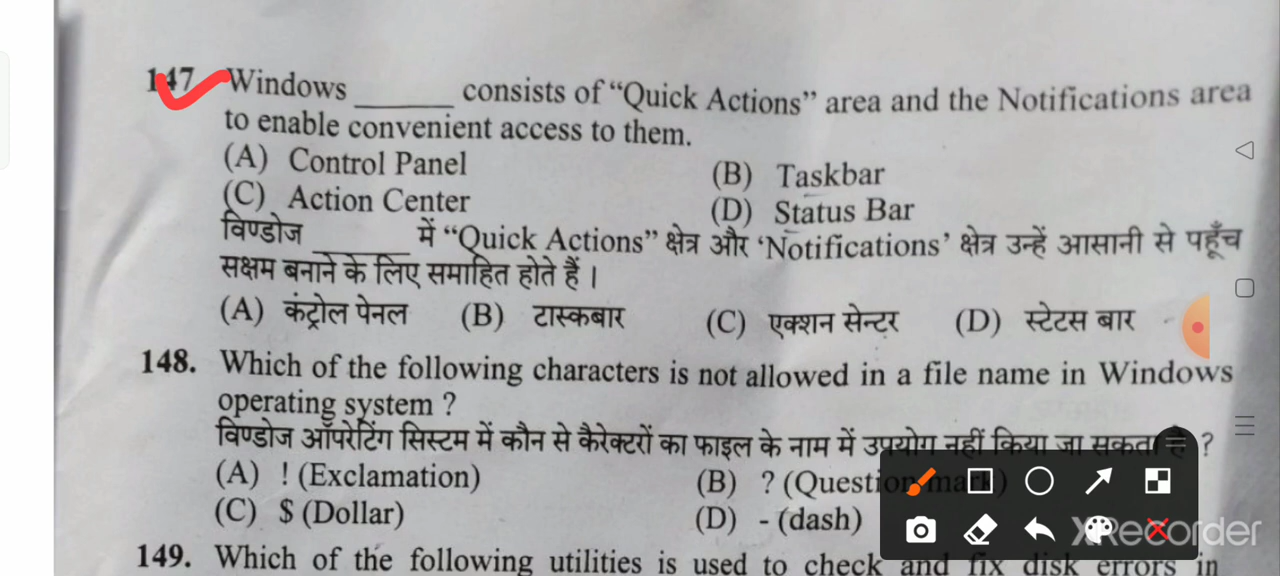 147 Windows ______ consists of "Quick Actions" area and the Notifications area
to enable convenient access to them.
(A) Control Panel (B) Taskbar
(C) Action Center (D) Status Bar
विण्डोज ______ में "Quick Actions" क्षेत्र और 'Notifications' क्षेत्र उन्हें आसानी से पहूँच
सक्षम बनाने के लिए समाहित होते हैं ।
(A) कंट्रोल पेनल (B) टास्कबार (C) एक्शन सेन्टर (D) स्टेटस बार
148. Which of the following characters is not allowed in a file name in Windows
operating system ?
विण्डोज ऑपरेटिंग सिस्टम में कौन से कैरेक्टरों का फाइल के नाम में उपयोग नहीं किया जा सकता है ?
(A) ! (Exclamation) (B) ? (Question mark)
(C) $ (Dollar) (D) - (dash)
XRecorder
149. Which of the following utilities is used to check and fix disk errors in